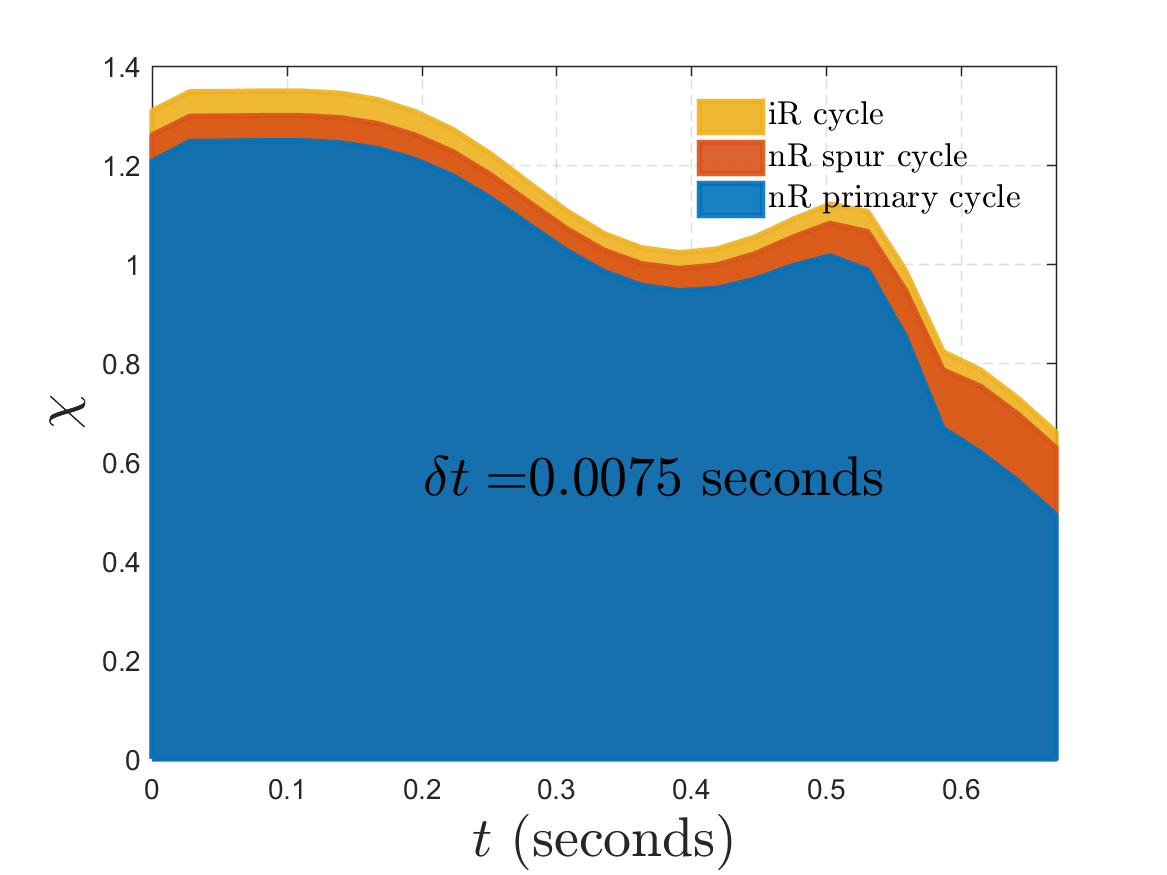 1.4
1.2
1
0.8
0.6
0.4
0.2
0
0
0.1
0.2
0.3
0.4
0.5
0.6
χ
t (seconds)
iR cycle
nR spur cycle
nR primary cycle
δt =0.0075 seconds